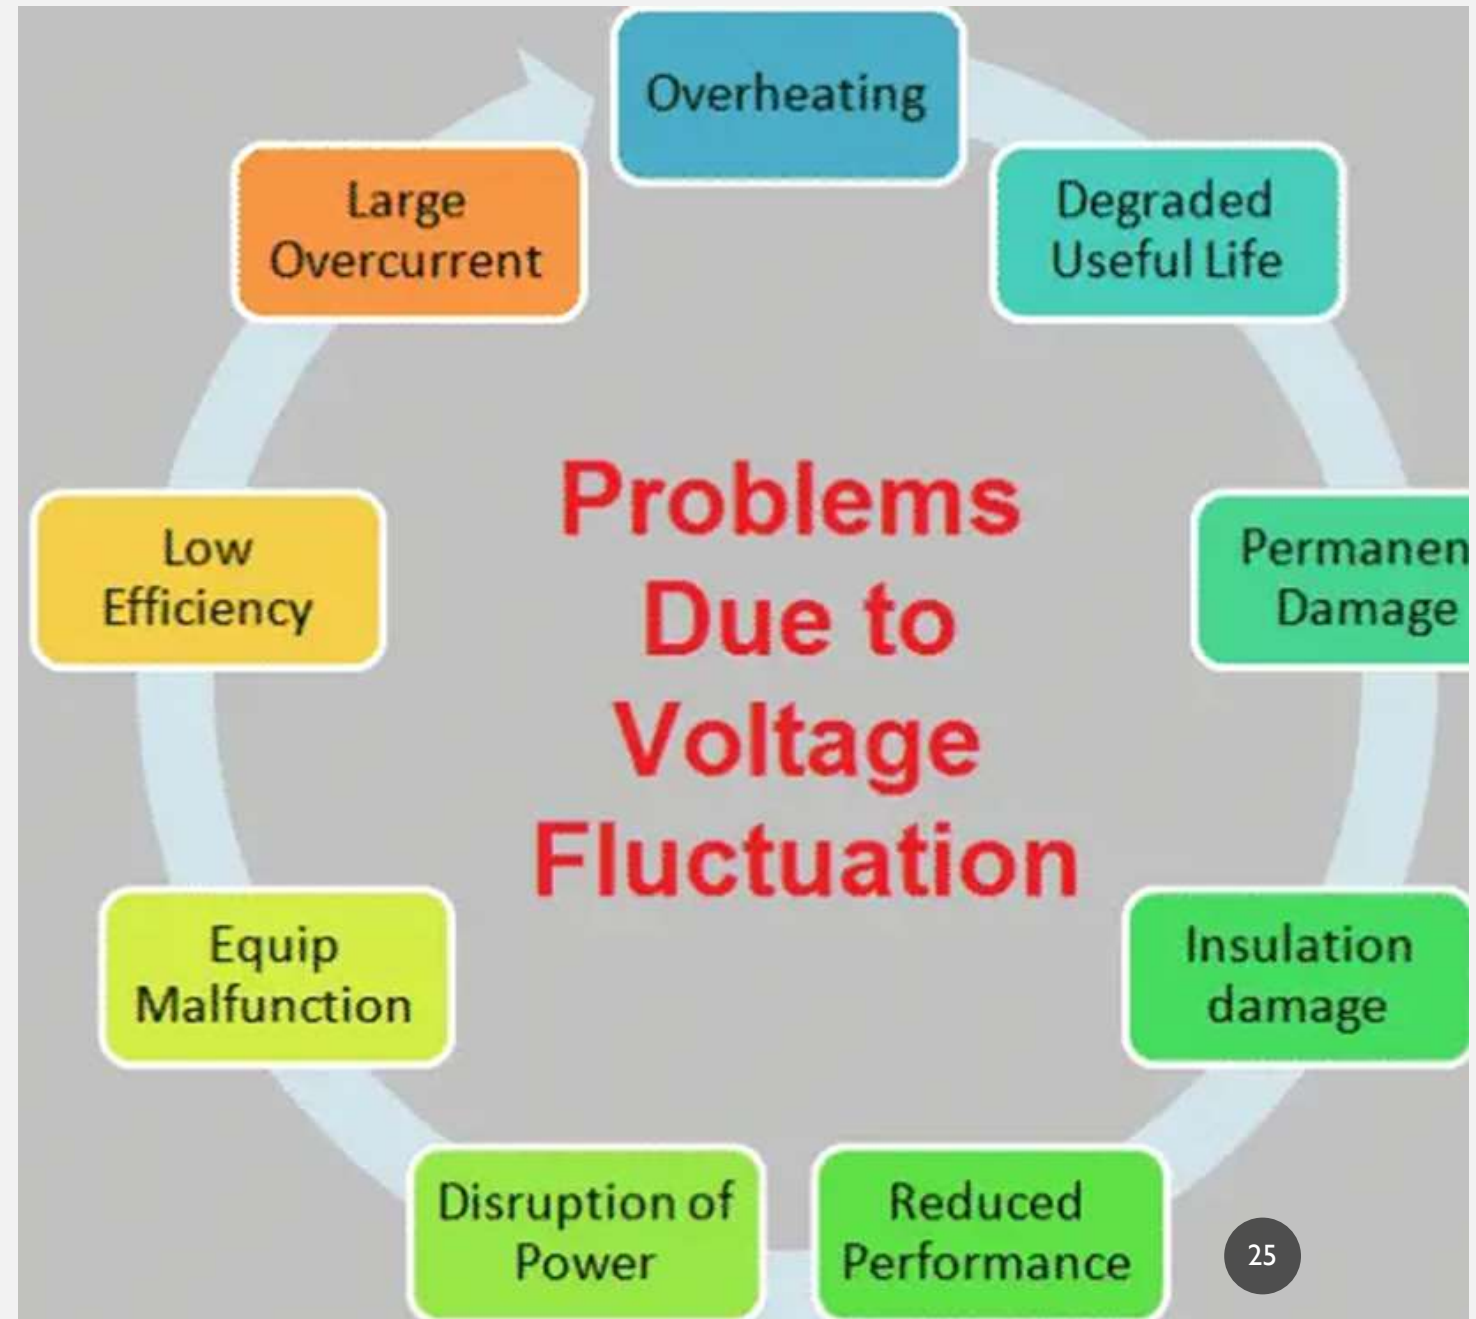 Overheating
Degraded
Useful Life
Permanen
Damage
Insulation
damage
Reduced
Performance
Disruption of
Power
Equip
Malfunction
Low
Efficiency
Large
Overcurrent
Problems
Due to
Voltage
Fluctuation
25